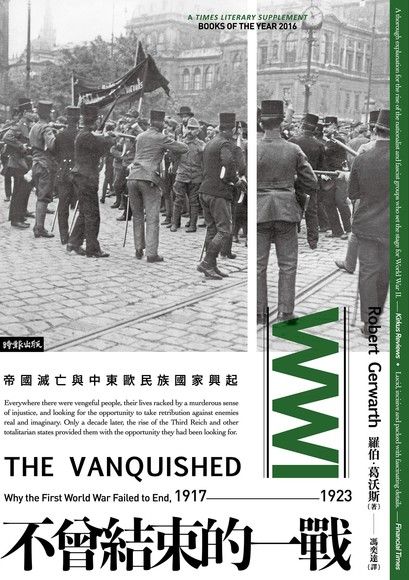 A TIMES LITERARY SUPPLEMENT
BOOKS OF THE YEAR 2016
A thorough explanation for the rise of the nationalist and fascist groups who set the stage for World War II. — Kirkus Reviews • Lucid, incisive and packed with fascinating details. — Financial Times
時報出版
WWI
Robert Gerwarth
羅伯・葛沃斯(著)——馮奕達(譯)
帝國滅亡與中東歐民族國家興起
Everywhere there were vengeful people, their lives racked by a murderous sense
of injustice, and looking for the opportunity to take retribution against enemies
real and imaginary. Only a decade later, the rise of the Third Reich and other
totalitarian states provided them with the opportunity they had been looking for.
THE VANQUISHED
Why the First World War Failed to End, 1917——1923
不曾結束的一戰